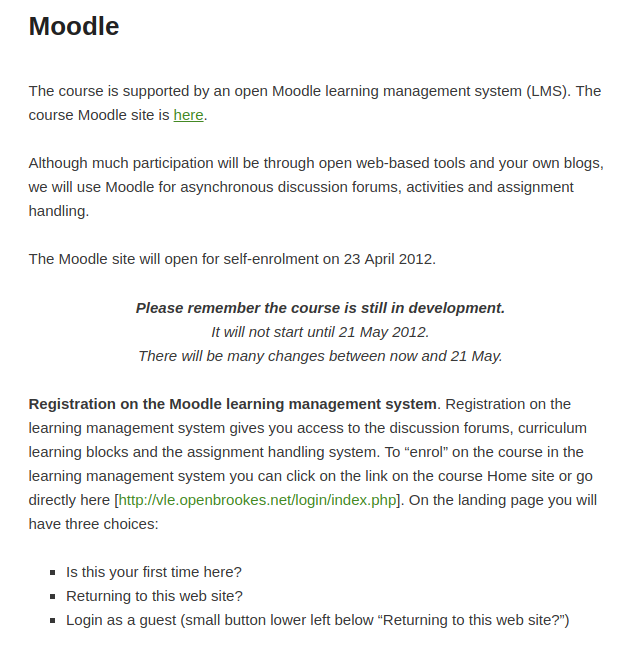 Moodle
The course is supported by an open Moodle learning management system (LMS). The
course Moodle site is here.
Although much participation will be through open web-based tools and your own blogs,
we will use Moodle for asynchronous discussion forums, activities and assignment
handling.
The Moodle site will open for self-enrolment on 23 April 2012.
Please remember the course is still in development.
It will not start until 21 May 2012.
There will be many changes between now and 21 May.
Registration on the Moodle learning management system. Registration on the
learning management system gives you access to the discussion forums, curriculum
learning blocks and the assignment handling system. To “enrol” on the course in the
learning management system you can click on the link on the course Home site or go
directly here [http://vle.openbrookes.net/login/index.php]. On the landing page you will
have three choices:
▪ Is this your first time here?
▪ Returning to this web site?
▪ Login as a guest (small button lower left below “Returning to this web site?”)